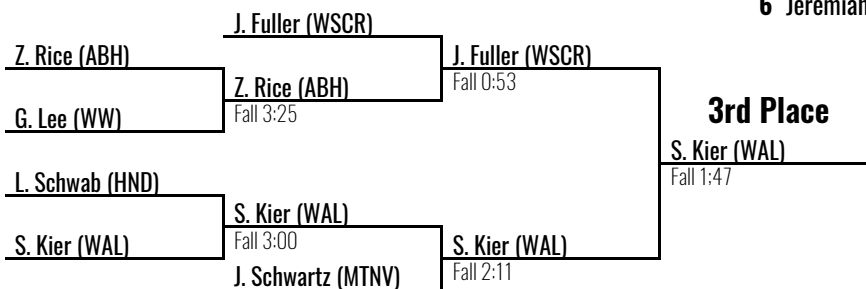 6 Jeremiah
J. Fuller (WSCR)
Z. Rice (ABH)
J. Fuller (WSCR)
Fall 0:53
Z. Rice (ABH)
Fall 3:25
G. Lee (WW)
3rd Place
S. Kier (WAL)
Fall 1:47
L. Schwab (HND)
S. Kier (WAL)
Fall 3:00
S. Kier (WAL)
S. Kier (WAL)
Fall 2:11
J. Schwartz (MTNV)